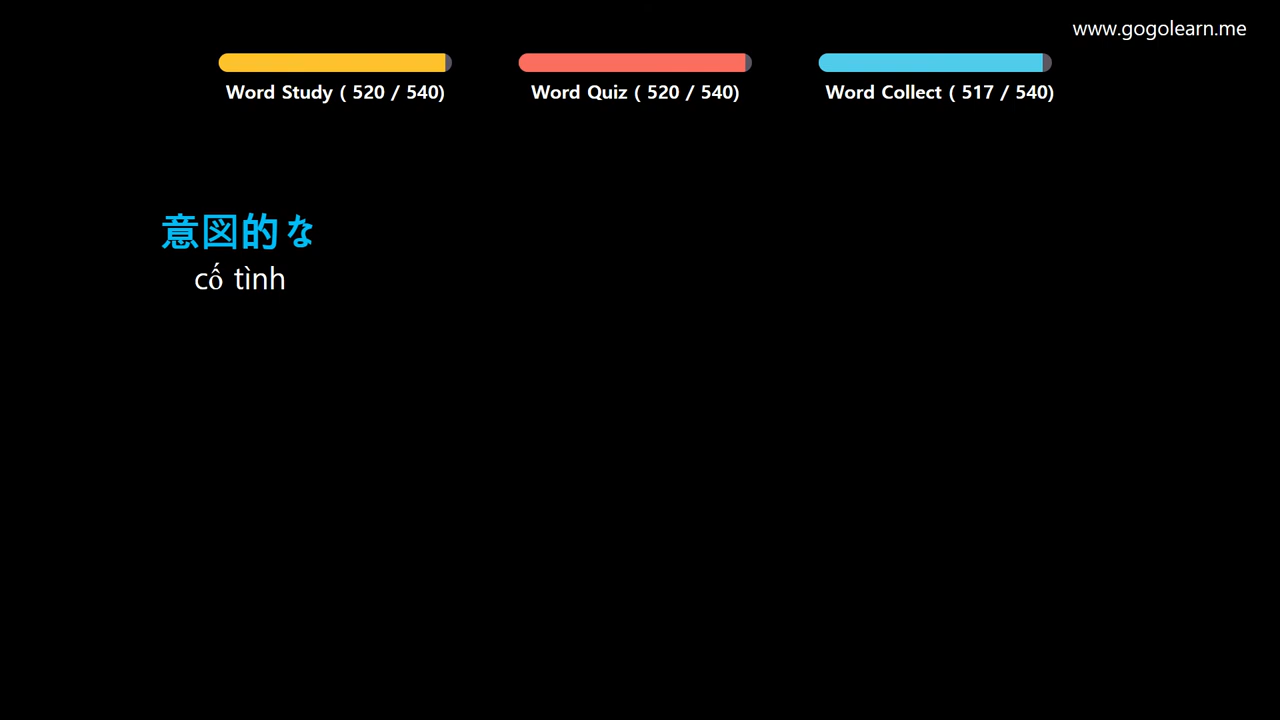 www.gogolearn.me
Word Study ( 520 / 540)
Word Quiz ( 520 / 540)
Word Collect ( 517 / 540)
意図的な
cố tình